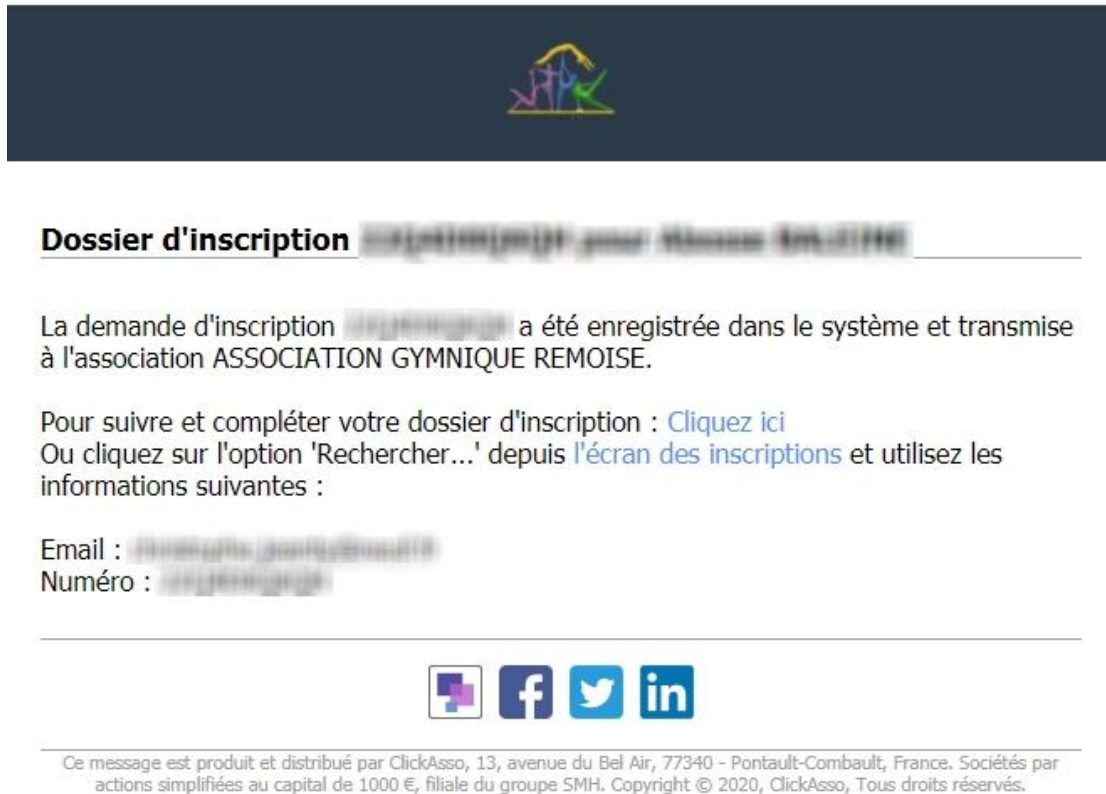 Dossier d'inscription
La demande d'inscription a été enregistrée dans le système et transmise
à l'association ASSOCIATION GYMNIQUE REMOISE.
Pour suivre et compléter votre dossier d'inscription : Cliquez ici
Ou cliquez sur l'option 'Rechercher...' depuis l'écran des inscriptions et utilisez les
informations suivantes :
Email :
Numéro :
Ce message est produit et distribué par ClickAsso, 13, avenue du Bel Air, 77340 - Pontault-Combault, France. Sociétés par
actions simplifiées au capital de 1000 €, filiale du groupe SMH. Copyright © 2020, ClickAsso, Tous droits réservés.